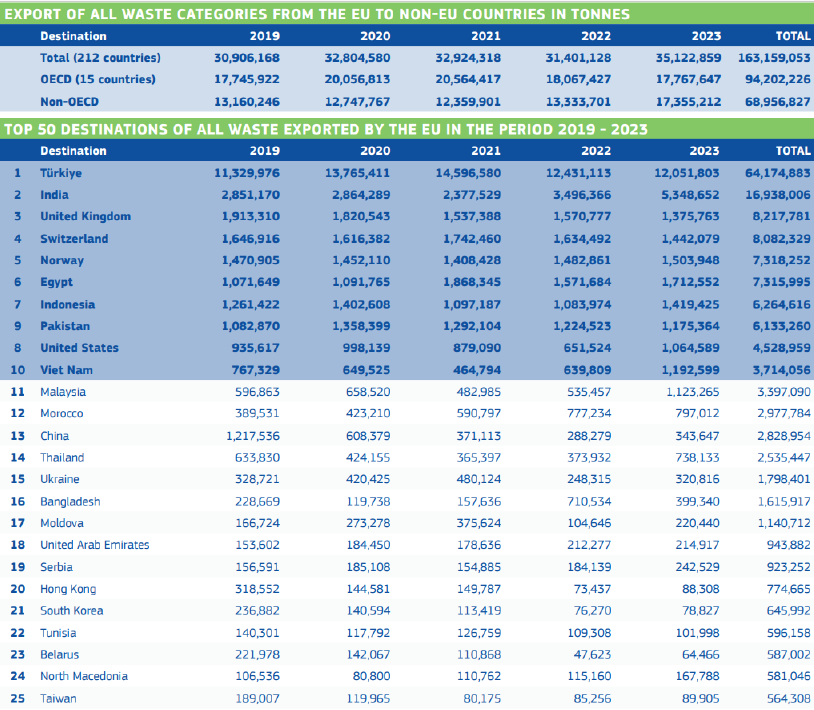 EXPORT OF ALL WASTE CATEGORIES FROM THE EU TO NON-EU COUNTRIES IN TONNES
Destination 2019 2020 2021 2022 2023 TOTAL
Total (212 countries) 30,906,168 32,804,580 32,924,318 31,401,128 35,122,859 163,159,053
OECD (15 countries) 17,745,922 20,056,813 20,564,417 18,067,427 17,767,647 94,202,226
Non-OECD 13,160,246 12,747,767 12,359,901 13,333,701 17,355,212 68,956,827
TOP 50 DESTINATIONS OF ALL WASTE EXPORTED BY THE EU IN THE PERIOD 2019 - 2023
Destination 2019 2020 2021 2022 2023 TOTAL
1 Türkiye 11,329,976 13,765,411 14,596,580 12,431,113 12,051,803 64,174,883
2 India 2,851,170 2,864,289 2,377,529 3,496,366 5,348,652 16,938,006
3 United Kingdom 1,913,310 1,820,543 1,537,388 1,570,777 1,375,763 8,217,781
4 Switzerland 1,646,916 1,616,382 1,742,460 1,634,492 1,442,079 8,082,329
5 Norway 1,470,905 1,452,110 1,408,428 1,482,861 1,503,948 7,318,252
6 Egypt 1,071,649 1,091,765 1,868,345 1,571,684 1,712,552 7,315,995
7 Indonesia 1,261,422 1,402,608 1,097,187 1,083,974 1,419,425 6,264,616
9 Pakistan 1,082,870 1,358,399 1,292,104 1,224,523 1,175,364 6,133,260
8 United States 935,617 998,139 879,090 651,524 1,064,589 4,528,959
10 Viet Nam 767,329 649,525 464,794 639,809 1,192,599 3,714,056
11 Malaysia 596,863 658,520 482,985 535,457 1,123,265 3,397,090
12 Morocco 389,531 423,210 590,797 777,234 797,012 2,977,784
13 China 1,217,536 608,379 371,113 288,279 343,647 2,828,954
14 Thailand 633,830 424,155 365,397 373,932 738,133 2,535,447
15 Ukraine 328,721 420,425 480,124 248,315 320,816 1,798,401
16 Bangladesh 228,669 119,738 157,636 710,534 399,340 1,615,917
17 Moldova 166,724 273,278 375,624 104,646 220,440 1,140,712
18 United Arab Emirates 153,602 184,450 178,636 212,277 214,917 943,882
19 Serbia 156,591 185,108 154,885 184,139 242,529 923,252
20 Hong Kong 318,552 144,581 149,787 73,437 88,308 774,665
21 South Korea 236,882 140,594 113,419 76,270 78,827 645,992
22 Tunisia 140,301 117,792 126,759 109,308 101,998 596,158
23 Belarus 221,978 142,067 110,868 47,623 64,466 587,002
24 North Macedonia 106,536 80,800 110,762 115,160 167,788 581,046
25 Taiwan 189,007 119,965 80,175 85,256 89,905 564,308